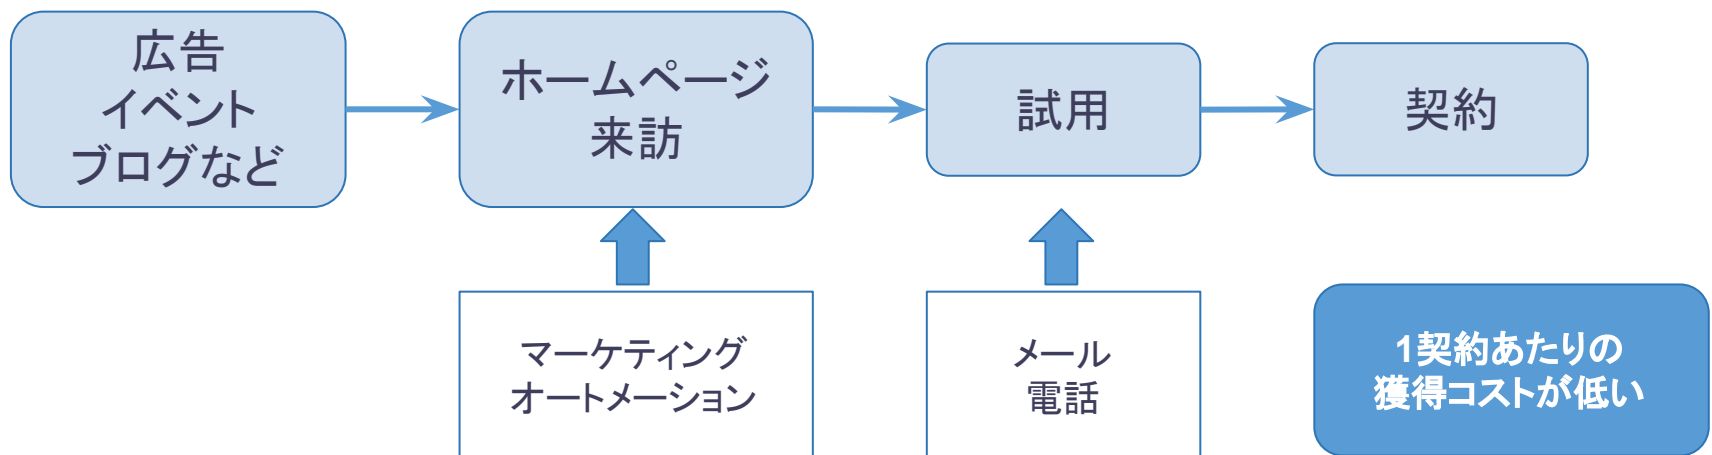 広告
イベント
ブログなど
ホームページ
来訪
試用
契約
マーケティング
オートメーション
メール
電話
1契約あたりの
獲得コストが低い